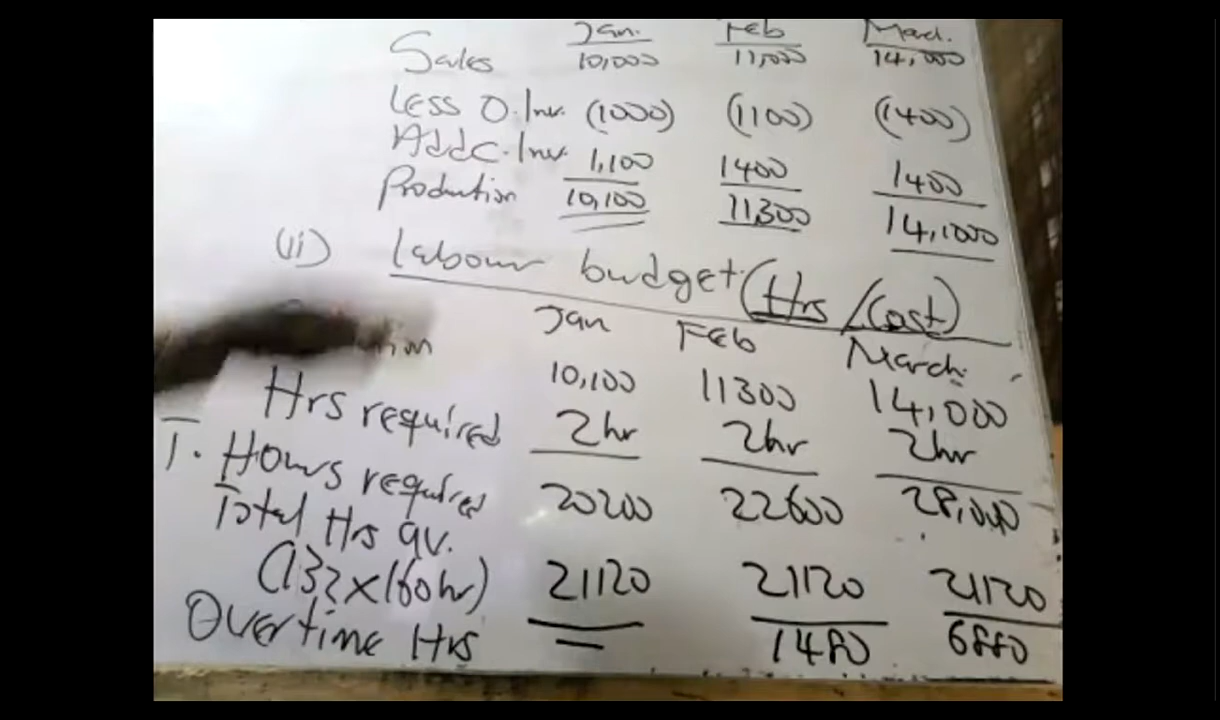 Jan. Feb March.
Sales 10,000 11,000 14,000
Less O.Inv. (1000) (1100) (1400)
Add C.Inv 1,100 1400 1400
Production 10,100 11,300 14,1000
(ii) labour budget (Hrs /Cost)
Jan Feb March
10,100 11300 14,000
Hrs required 2hr 2hr 2hr
T. Hours required 20200 22600 28,000
Total Hrs av.
(132x160hr) 21120 21120 21120
Overtime Hrs = 1480 6880